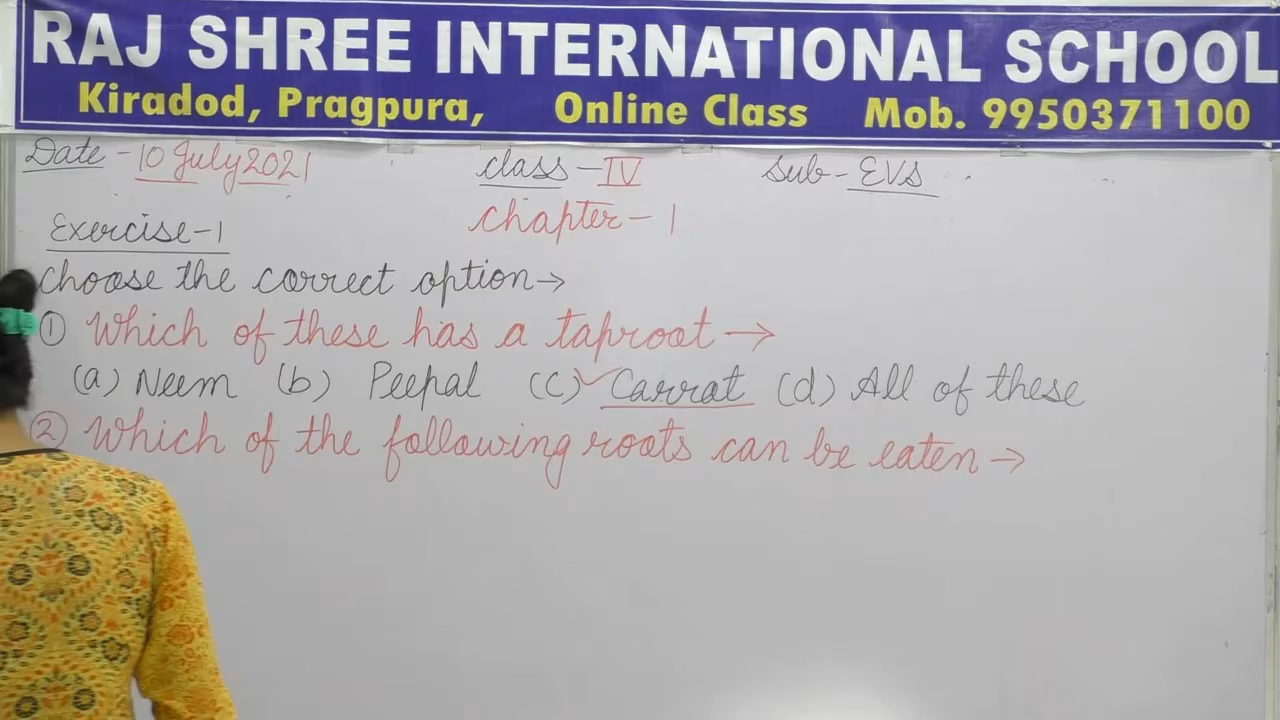 RAJ SHREE INTERNATIONAL SCHOOL
Kiradod, Pragpura, Online Class Mob. 9950371100
Date - 10 July 2021 class - IV Sub - EVS
chapter - 1
Exercise - 1
Choose the correct option →
① Which of these has a taproot →
(a) Neem (b) Peepal (c) ✓ Carrot (d) All of these
② Which of the following roots can be eaten →